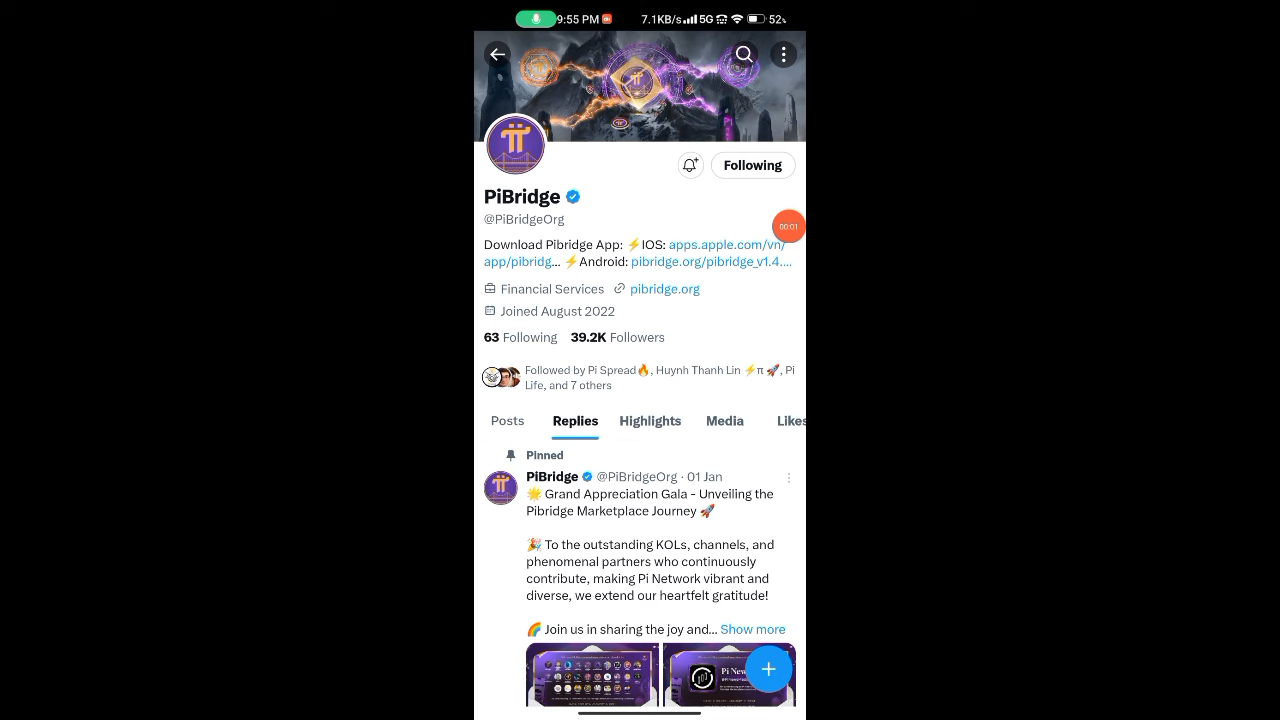 9:55 PM 7.1KB/s 5G 52%
Following
PiBridge
@PiBridgeOrg
00:01
Download Pibridge App: ⚡IOS: apps.apple.com/vn/
app/pibridg... ⚡Android: pibridge.org/pibridge_v1.4....
Financial Services pibridge.org
Joined August 2022
63 Following 39.2K Followers
Followed by Pi Spread🔥, Huynh Thanh Lin ⚡π 🚀, Pi
Life, and 7 others
Posts Replies Highlights Media Likes
Pinned
PiBridge @PiBridgeOrg · 01 Jan
🌟 Grand Appreciation Gala - Unveiling the
Pibridge Marketplace Journey 🚀
🎉 To the outstanding KOLs, channels, and
phenomenal partners who continuously
contribute, making Pi Network vibrant and
diverse, we extend our heartfelt gratitude!
🌈 Join us in sharing the joy and... Show more